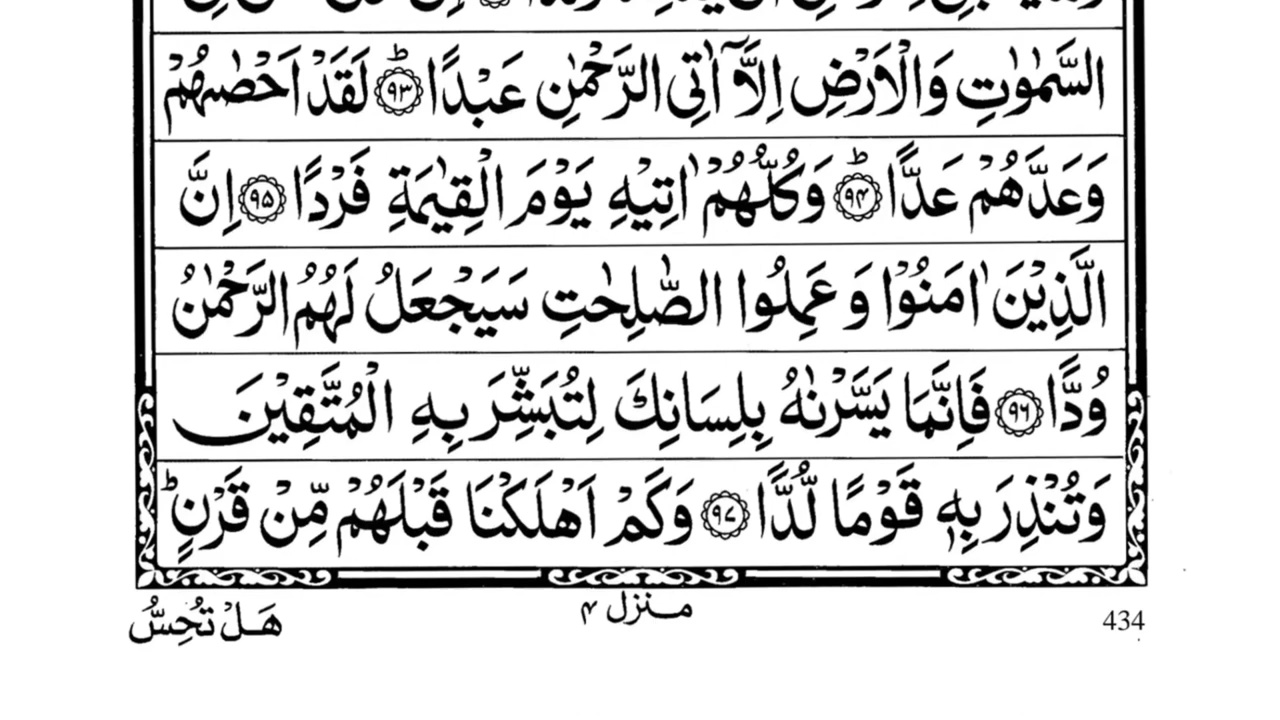 السَّمٰوٰتِ وَالْاَرْضِ اِلَّاۤ اٰتِي الرَّحْمٰنِ عَبْدًا ؕ﴿۹۳﴾ لَقَدْ اَحْصٰىهُمْ
وَعَدَّهُمْ عَدًّا ؕ﴿۹۴﴾ وَكُلُّهُمْ اٰتِيْهِ يَوْمَ الْقِيٰمَةِ فَرْدًا ﴿۹۵﴾ اِنَّ
الَّذِيْنَ اٰمَنُوْا وَعَمِلُوا الصّٰلِحٰتِ سَيَجْعَلُ لَهُمُ الرَّحْمٰنُ
وُدًّا ﴿۹۶﴾ فَاِنَّمَا يَسَّرْنٰهُ بِلِسَانِكَ لِتُبَشِّرَ بِهِ الْمُتَّقِيْنَ
وَتُنْذِرَ بِهٖ قَوْمًا لُّدًّا ﴿۹۷﴾ وَكَمْ اَهْلَكْنَا قَبْلَهُمْ مِّنْ قَرْنٍ ؕ
434 منزل ۴ هَلْ تُحِسُّ